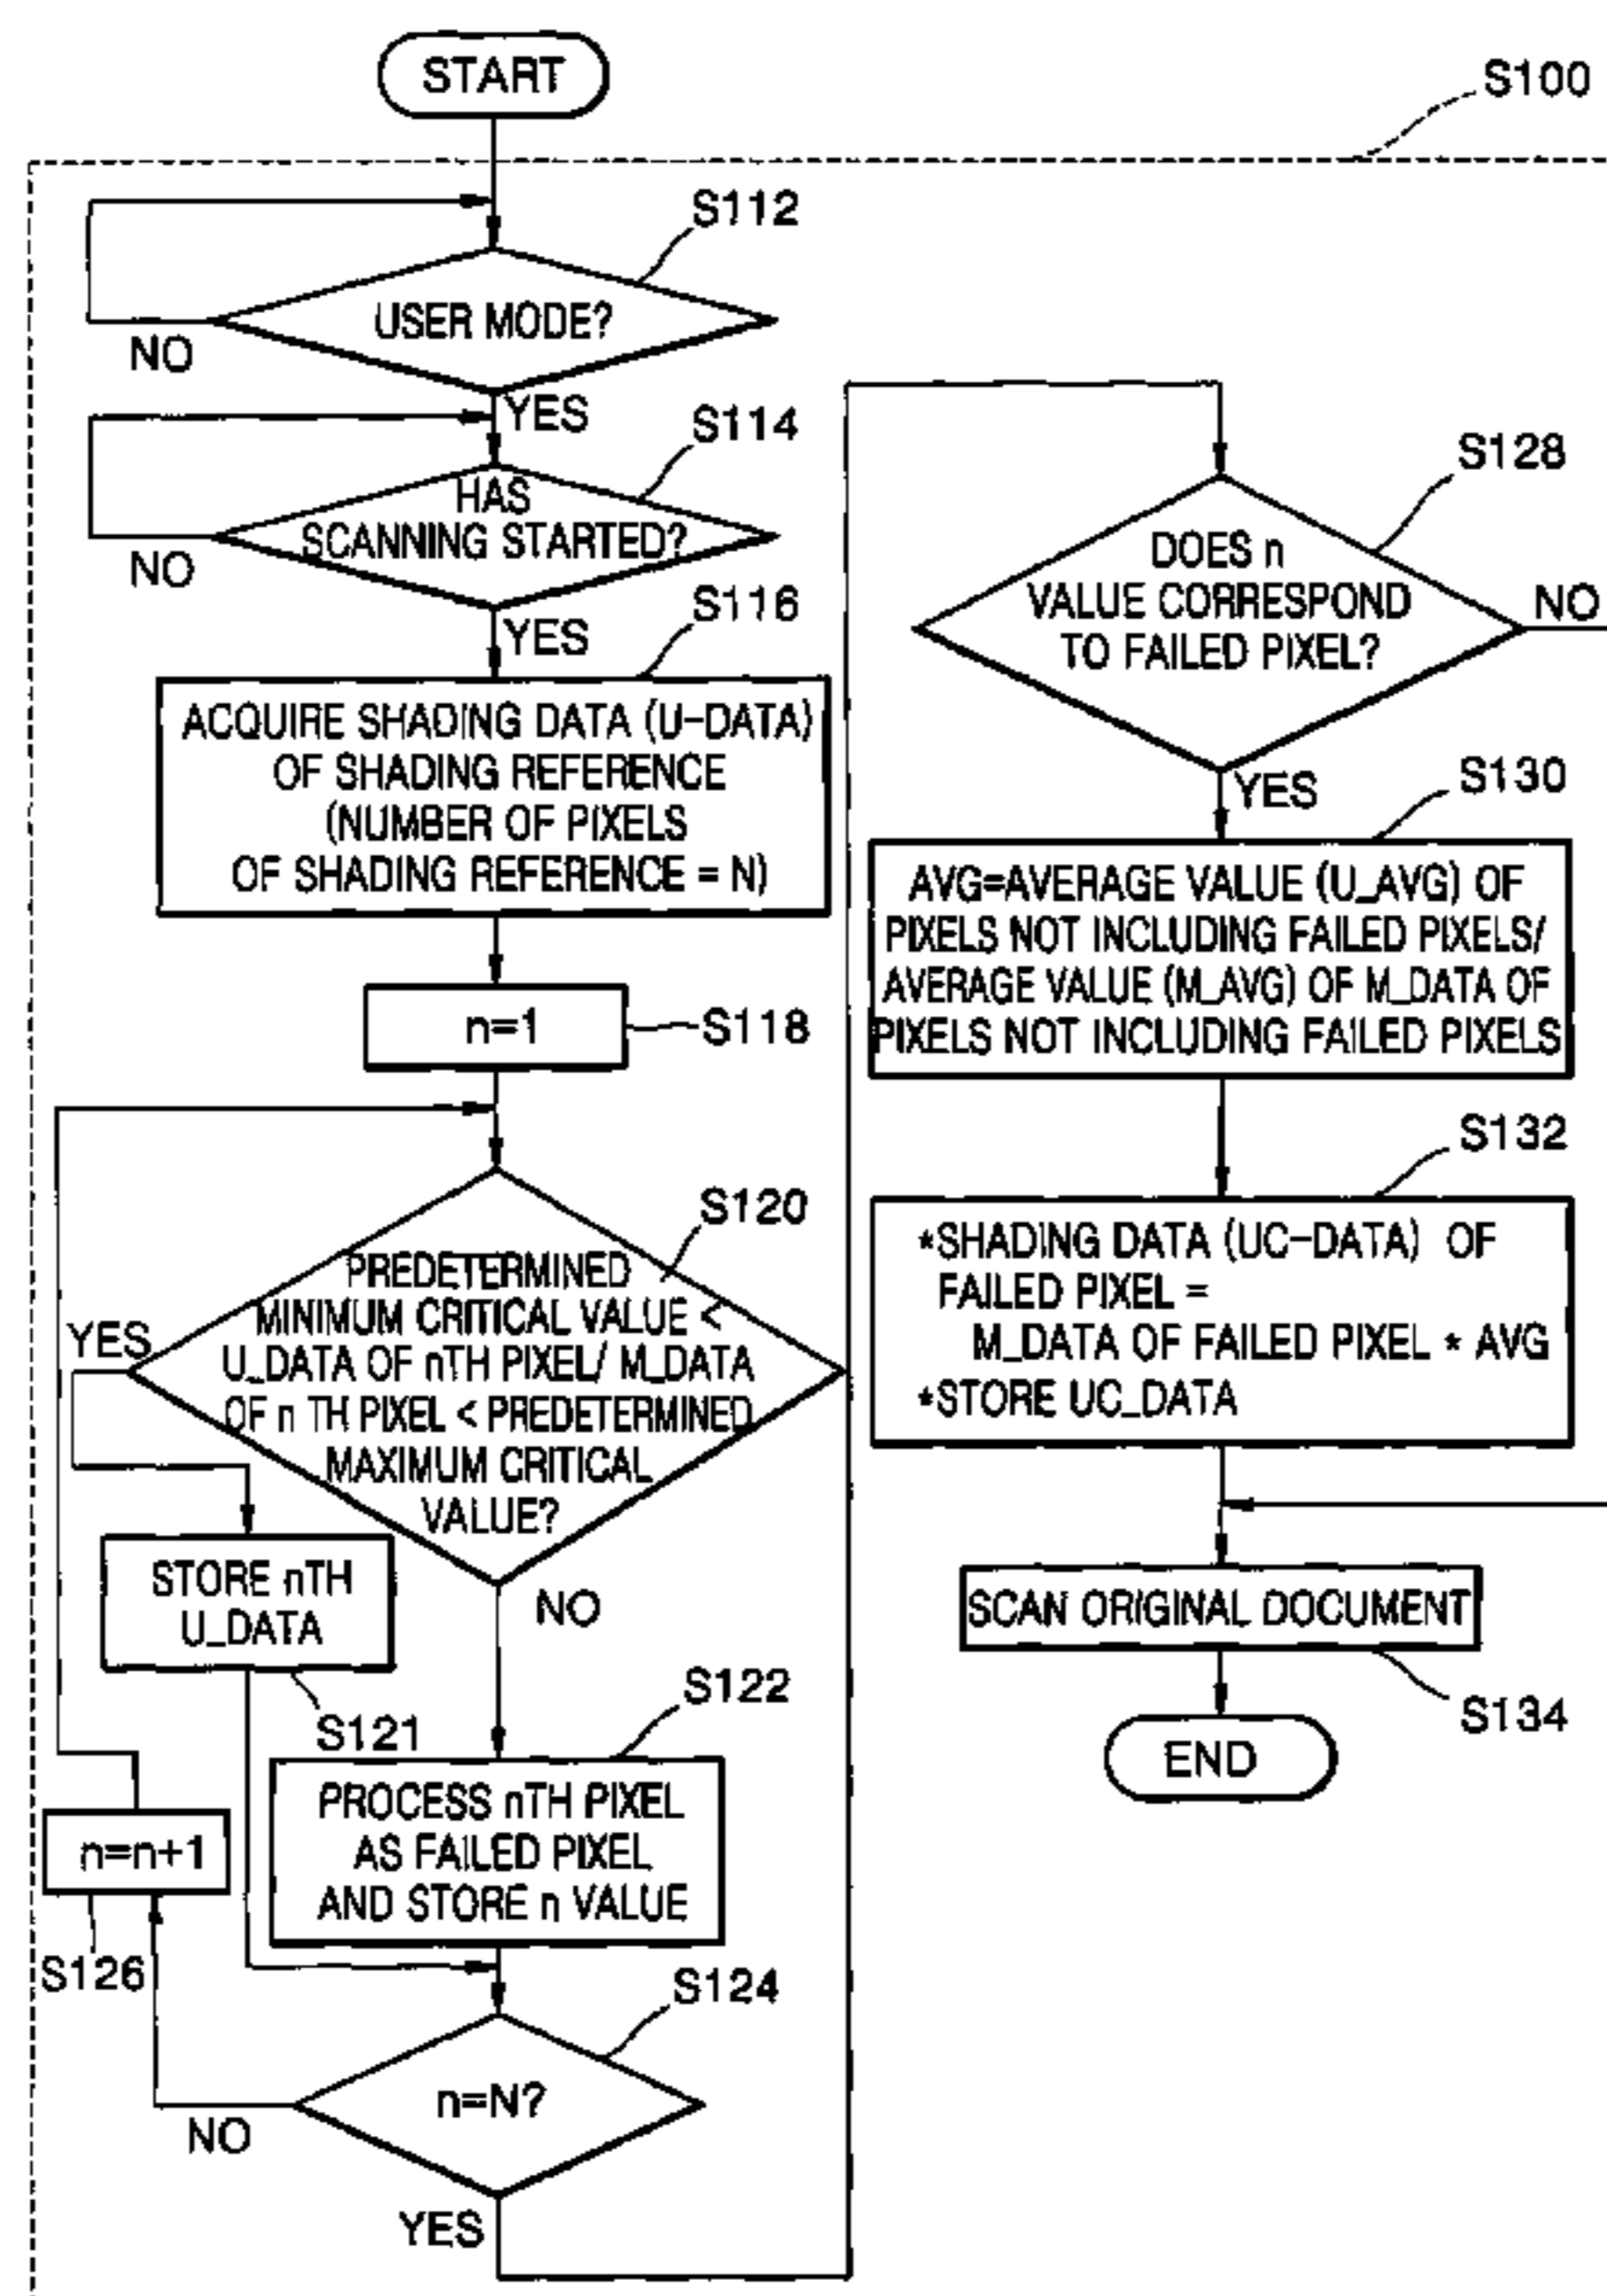 START
S100
S112
USER MODE?
NO
YES
S114
HAS
SCANNING STARTED?
NO
YES
S116
ACQUIRE SHADING DATA (U-DATA)
OF SHADING REFERENCE
(NUMBER OF PIXELS
OF SHADING REFERENCE = N)
n=1
S118
S120
PREDETERMINED
MINIMUM CRITICAL VALUE <
U_DATA OF nTH PIXEL/ M_DATA
OF n TH PIXEL < PREDETERMINED
MAXIMUM CRITICAL
VALUE?
YES
NO
STORE nTH
U_DATA
S121
S122
PROCESS nTH PIXEL
AS FAILED PIXEL
AND STORE n VALUE
n=n+1
S126
S124
n=N?
NO
YES
S128
DOES n
VALUE CORRESPOND
TO FAILED PIXEL?
NO
YES
S130
AVG=AVERAGE VALUE (U_AVG) OF
PIXELS NOT INCLUDING FAILED PIXELS/
AVERAGE VALUE (M_AVG) OF M_DATA OF
PIXELS NOT INCLUDING FAILED PIXELS
S132
*SHADING DATA (UC-DATA) OF
FAILED PIXEL =
M_DATA OF FAILED PIXEL * AVG
*STORE UC_DATA
SCAN ORIGINAL DOCUMENT
S134
END